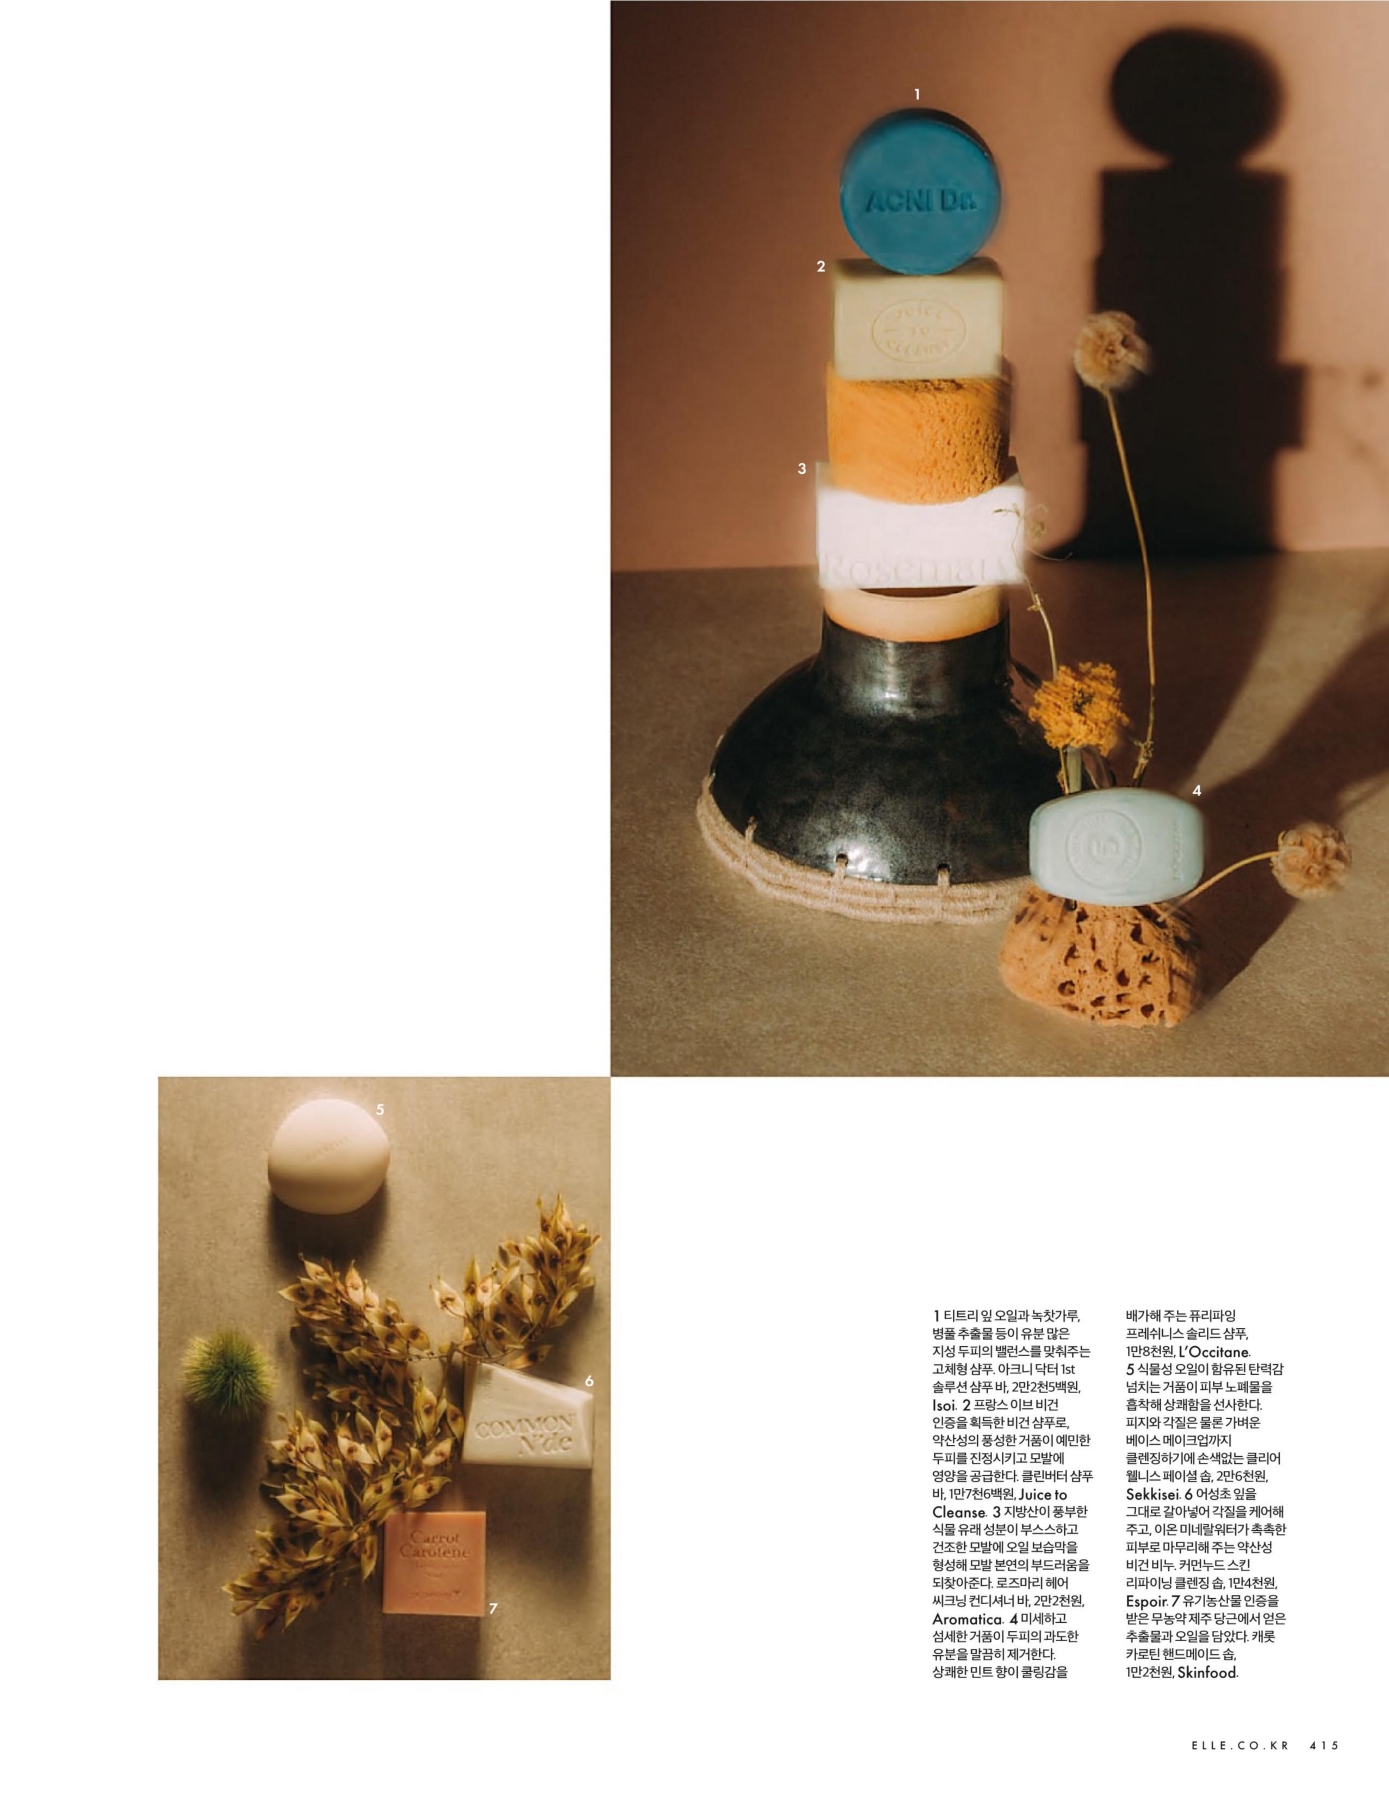 1
ACNI Dr.
2
JUICE
TO
CLEANSE
3
Rosemary
4
5
5
6
COMMON
N°de
Carrot
Carotene
7
1 티트리 잎 오일과 녹찻가루,
병풀 추출물 등이 유분 많은
지성 두피의 밸런스를 맞춰주는
고체형 샴푸. 아크니 닥터 1st
솔루션 샴푸 바, 2만2천5백원,
Isoi. 2 프랑스 이브 비건
인증을 획득한 비건 샴푸로,
약산성의 풍성한 거품이 예민한
두피를 진정시키고 모발에
영양을 공급한다. 클린버터 샴푸
바, 1만7천6백원, Juice to
Cleanse. 3 지방산이 풍부한
식물 유래 성분이 부스스하고
건조한 모발에 오일 보습막을
형성해 모발 본연의 부드러움을
되찾아준다. 로즈마리 헤어
씨크닝 컨디셔너 바, 2만2천원,
Aromatica. 4 미세하고
섬세한 거품이 두피의 과도한
유분을 말끔히 제거한다.
상쾌한 민트 향이 쿨링감을
배가해 주는 퓨리파잉
프레쉬니스 솔리드 샴푸,
1만8천원, L'Occitane.
5 식물성 오일이 함유된 탄력감
넘치는 거품이 피부 노폐물을
흡착해 상쾌함을 선사한다.
피지와 각질은 물론 가벼운
베이스 메이크업까지
클렌징하기에 손색없는 클리어
웰니스 페이셜 솝, 2만6천원,
Sekkisei. 6 어성초 잎을
그대로 갈아넣어 각질을 케어해
주고, 이온 미네랄워터가 촉촉한
피부로 마무리해 주는 약산성
비건 비누. 커먼누드 스킨
리파이닝 클렌징 솝, 1만4천원,
Espoir. 7 유기농산물 인증을
받은 무농약 제주 당근에서 얻은
추출물과 오일을 담았다. 캐롯
카로틴 핸드메이드 솝,
1만2천원, Skinfood.
ELLE.CO.KR 415